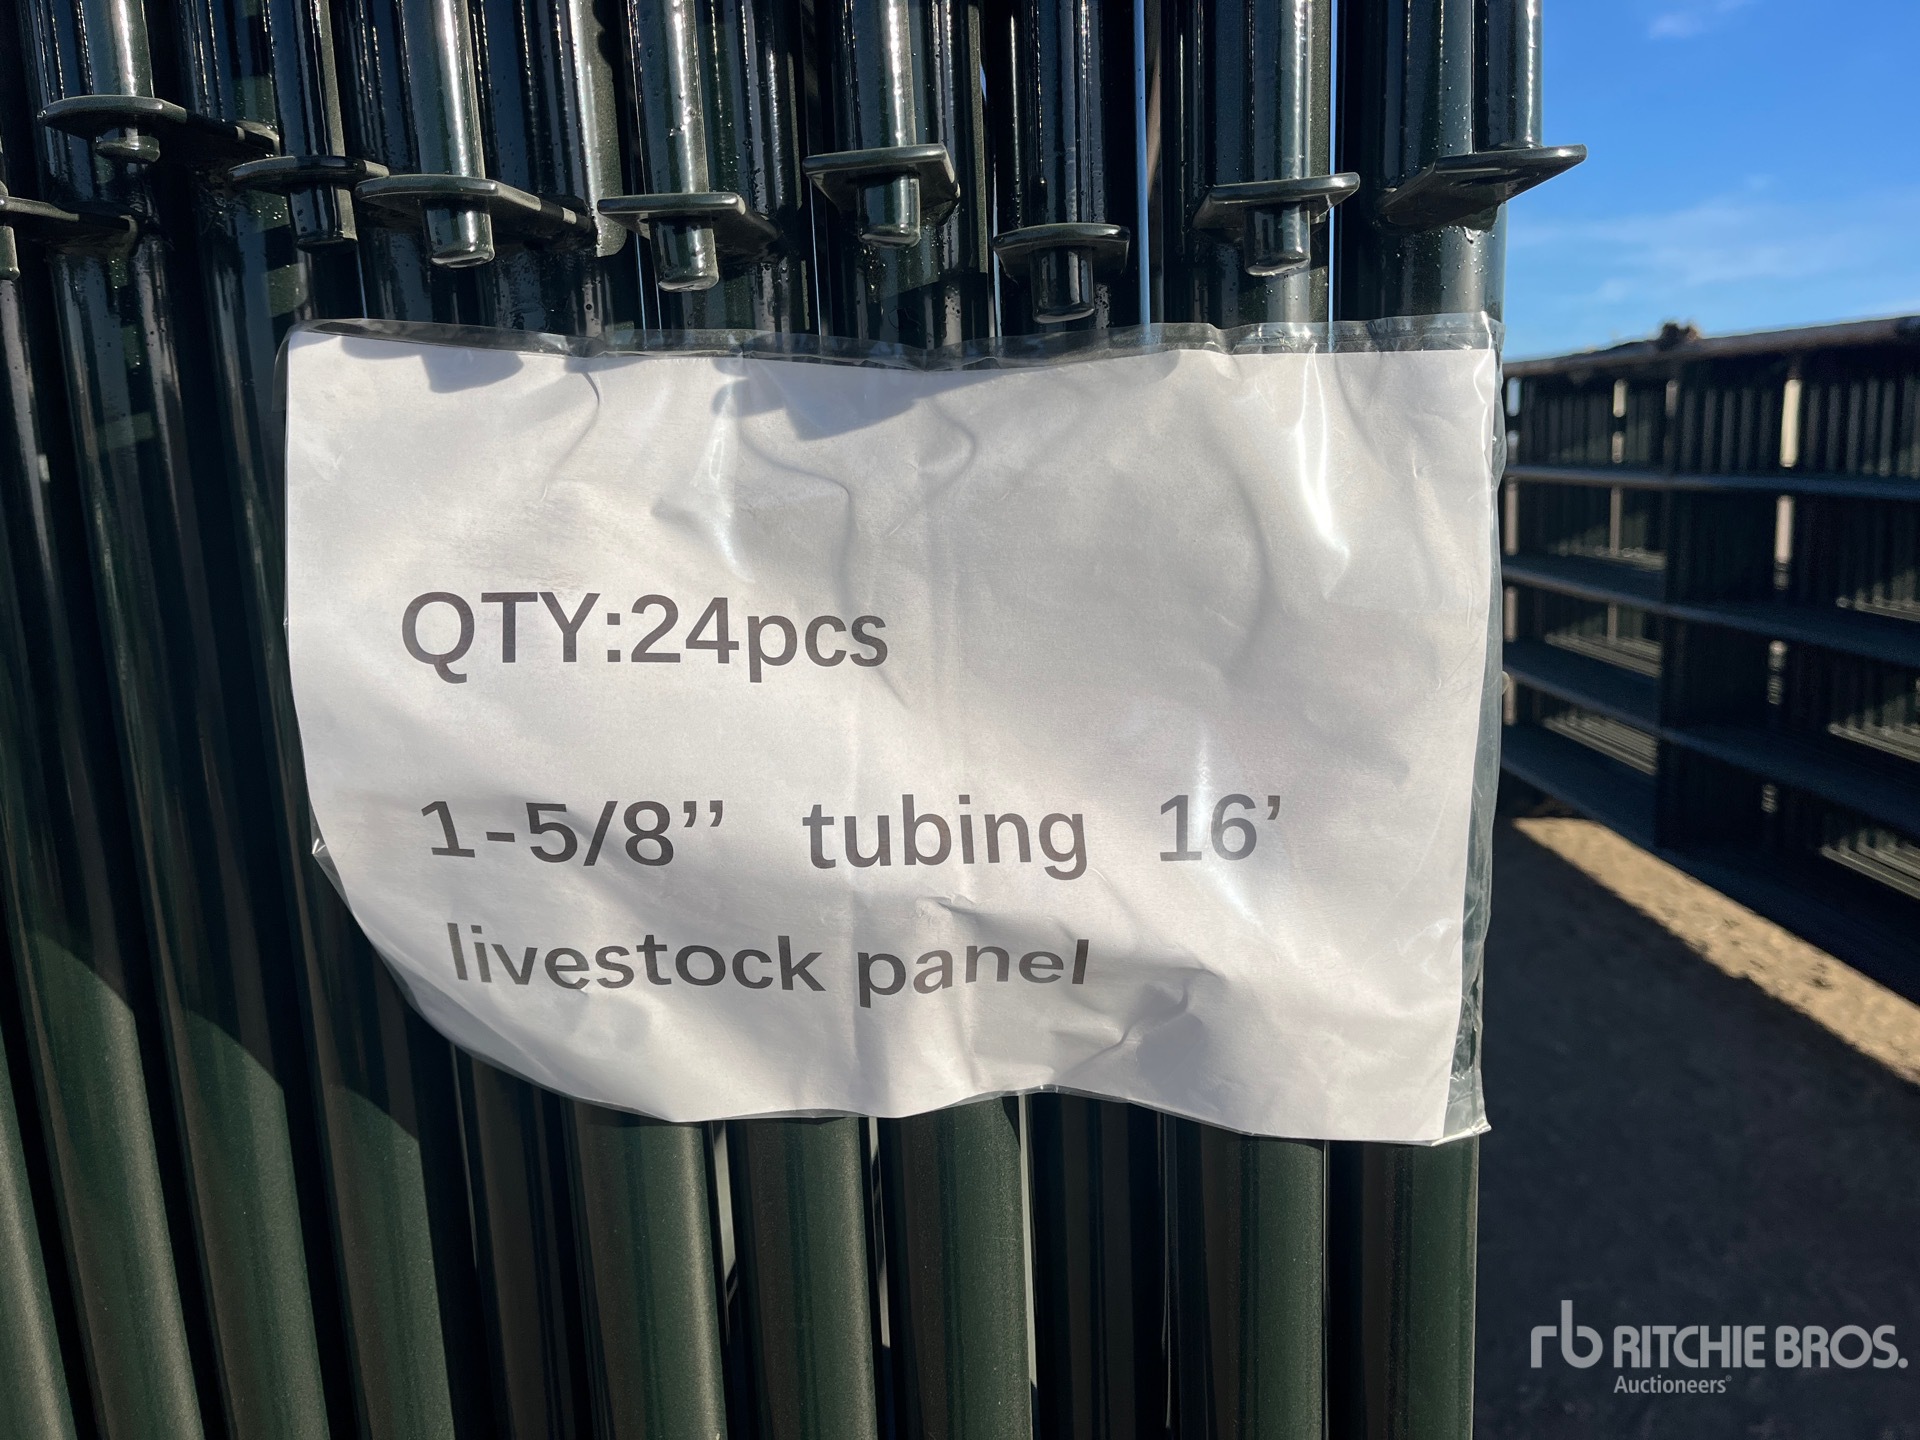 QTY:24pcs
1-5/8” tubing 16’
livestock panel
rb RITCHIE BROS.
Auctioneers®